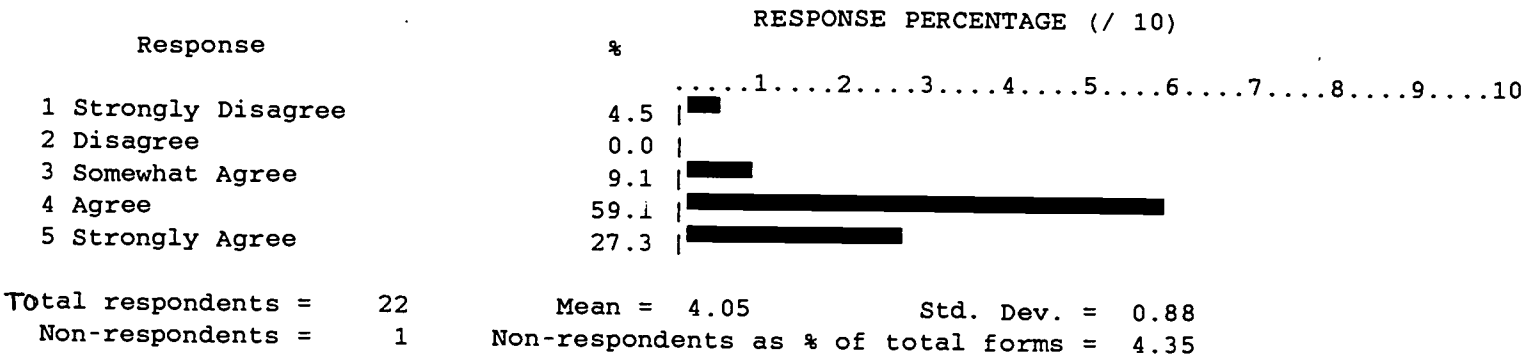 RESPONSE PERCENTAGE (/ 10)
Response %
.....1....2....3....4....5....6....7....8....9....10
1 Strongly Disagree 4.5 |
2 Disagree 0.0 |
3 Somewhat Agree 9.1 |
4 Agree 59.1 |
5 Strongly Agree 27.3 |
Total respondents = 22 Mean = 4.05 Std. Dev. = 0.88
Non-respondents = 1 Non-respondents as % of total forms = 4.35